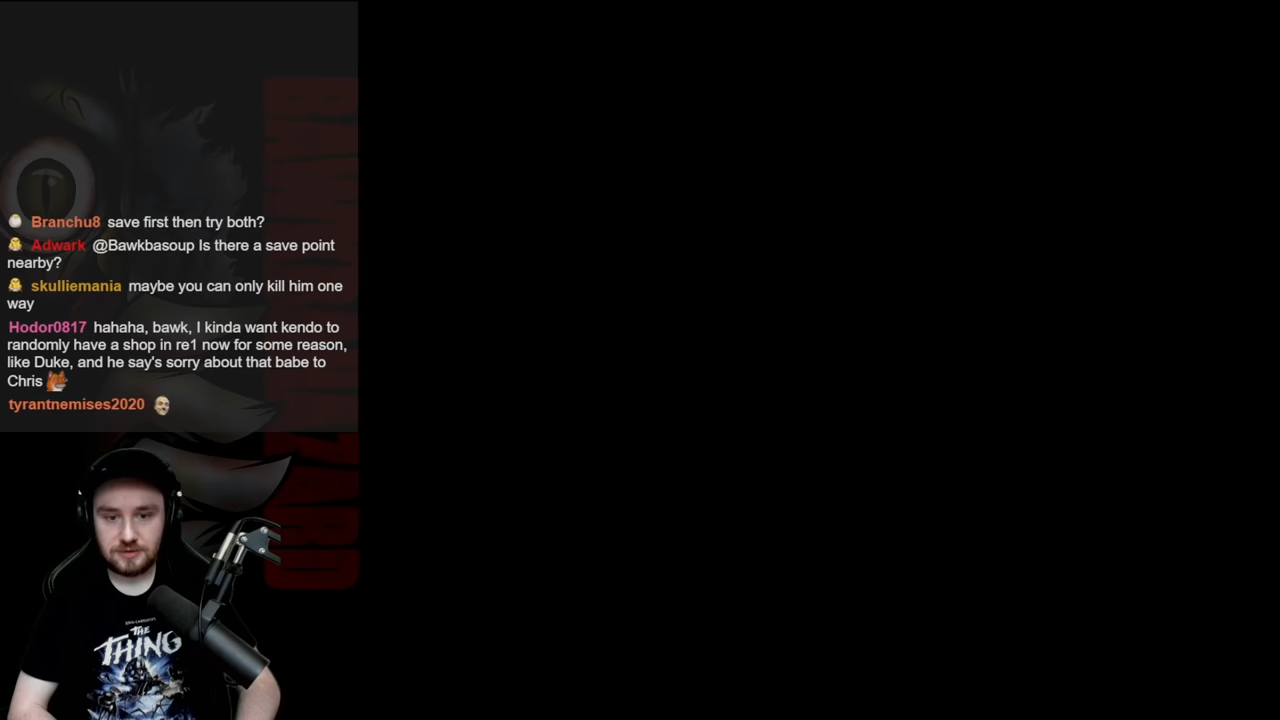 Branchu8 save first then try both?
Adwark @Bawkbasoup Is there a save point
nearby?
skulliemania maybe you can only kill him one
way
Hodor0817 hahaha, bawk, I kinda want kendo to
randomly have a shop in re1 now for some reason,
like Duke, and he say's sorry about that babe to
Chris
tyrantnemises2020
THE
THING